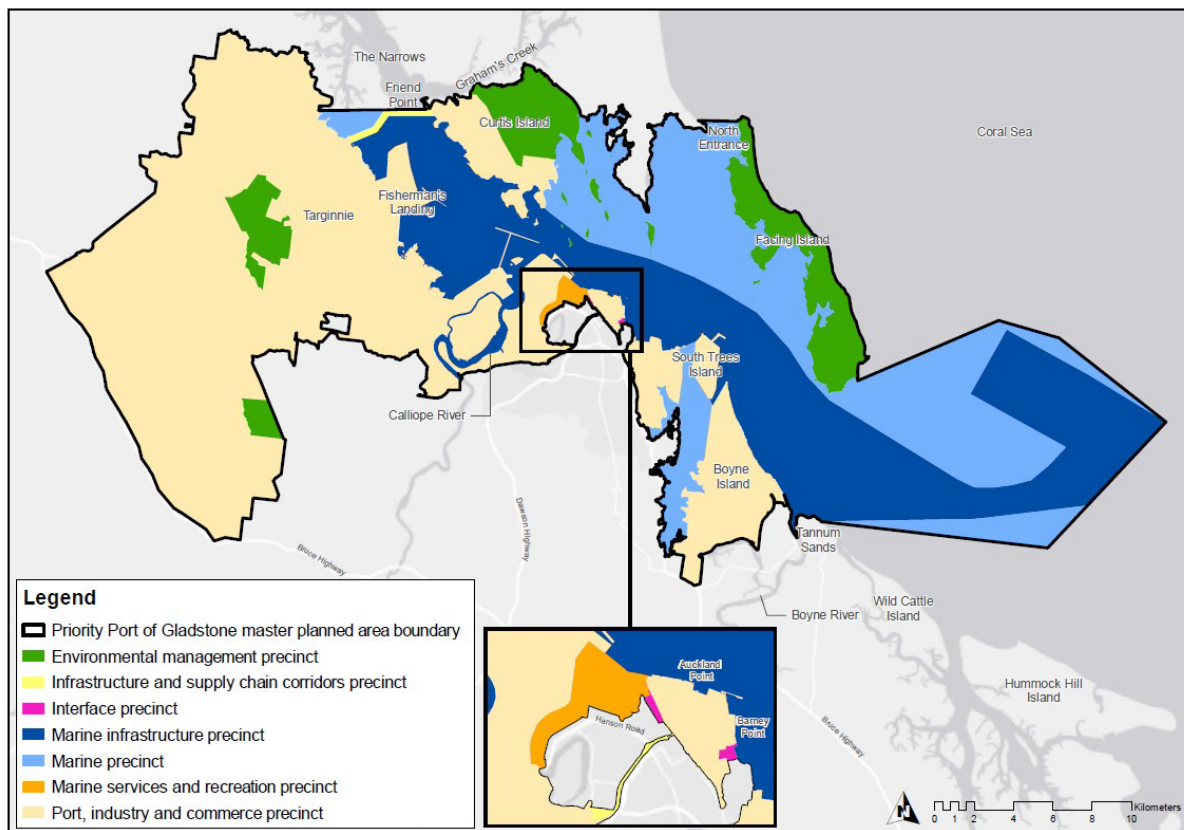 The Narrows
Graham's Creek
Friend
Point
Curtis Island
North
Entrance
Coral Sea
Targinnie
Fisherman's
Landing
Facing Island
South Trees
Island
Calliope River
Boyne
Island
Dawson Highway
Bruce Highway
Tannum
Sands
Boyne River
Wild Cattle
Island
Hummock Hill
Island
Bruce Highway
Auckland
Point
Hanson Road
Barney
Point
Legend
Priority Port of Gladstone master planned area boundary
Environmental management precinct
Infrastructure and supply chain corridors precinct
Interface precinct
Marine infrastructure precinct
Marine precinct
Marine services and recreation precinct
Port, industry and commerce precinct
N
Kilometers
0 1 2 4 6 8 10